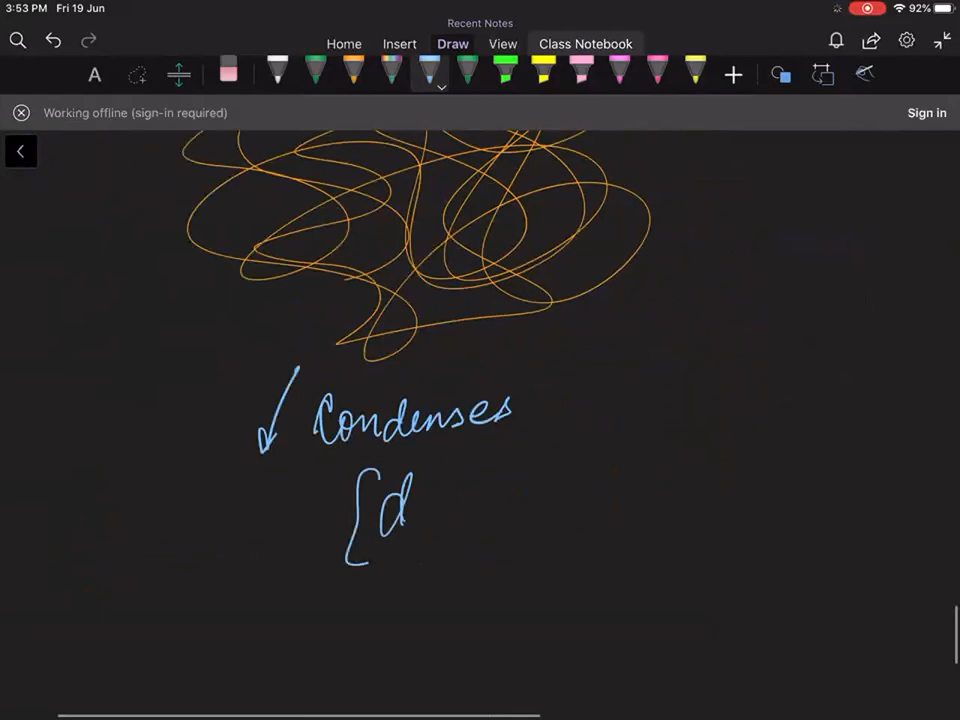 3:53 PM Fri 19 Jun
92%
Recent Notes
Home Insert Draw View Class Notebook
A
Working offline (sign-in required) Sign in
Condenses
[d